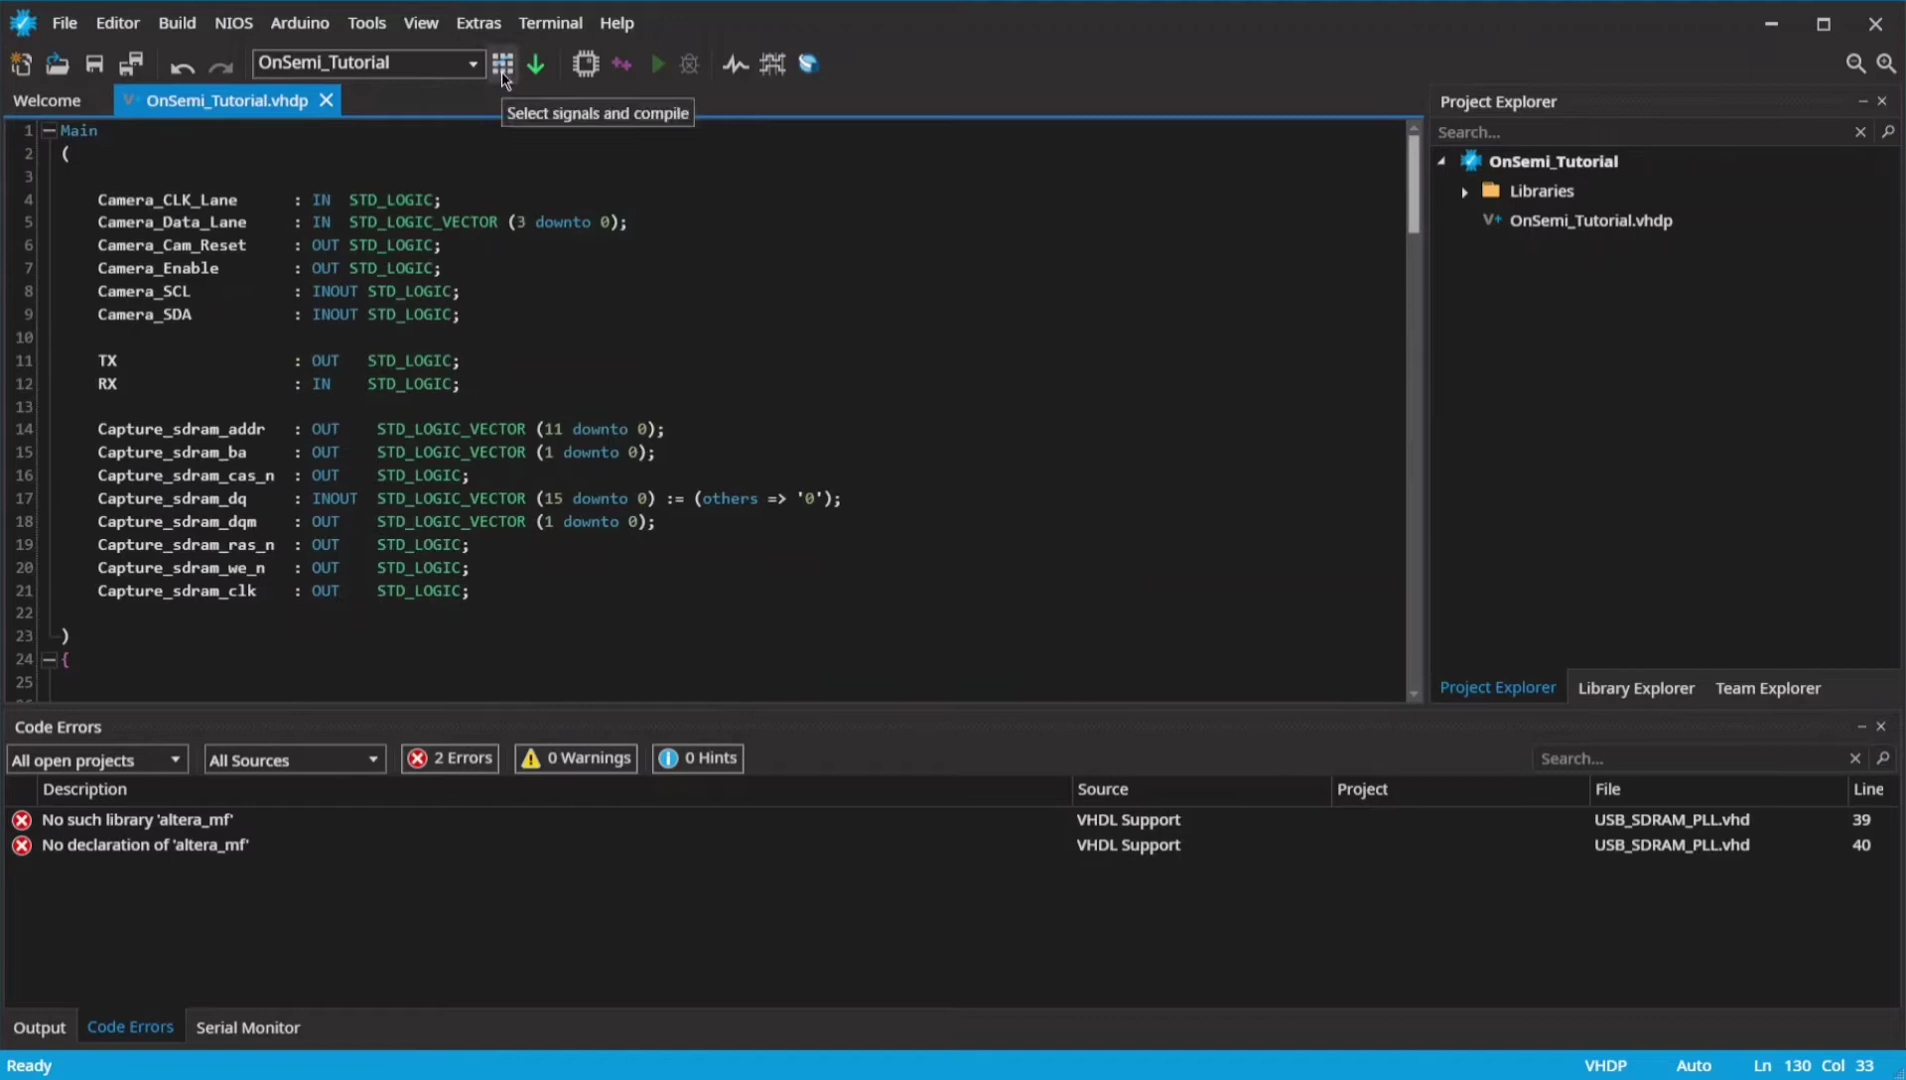 File Editor Build NIOS Arduino Tools View Extras Terminal Help
OnSemi_Tutorial
Welcome OnSemi_Tutorial.vhdp
Select signals and compile
1 Main
2 (
3
4 Camera_CLK_Lane : IN STD_LOGIC;
5 Camera_Data_Lane : IN STD_LOGIC_VECTOR (3 downto 0);
6 Camera_Cam_Reset : OUT STD_LOGIC;
7 Camera_Enable : OUT STD_LOGIC;
8 Camera_SCL : INOUT STD_LOGIC;
9 Camera_SDA : INOUT STD_LOGIC;
10
11 TX : OUT STD_LOGIC;
12 RX : IN STD_LOGIC;
13
14 Capture_sdram_addr : OUT STD_LOGIC_VECTOR (11 downto 0);
15 Capture_sdram_ba : OUT STD_LOGIC_VECTOR (1 downto 0);
16 Capture_sdram_cas_n : OUT STD_LOGIC;
17 Capture_sdram_dq : INOUT STD_LOGIC_VECTOR (15 downto 0) := (others => '0');
18 Capture_sdram_dqm : OUT STD_LOGIC_VECTOR (1 downto 0);
19 Capture_sdram_ras_n : OUT STD_LOGIC;
20 Capture_sdram_we_n : OUT STD_LOGIC;
21 Capture_sdram_clk : OUT STD_LOGIC;
22
23 )
24 {
25
Project Explorer
Search...
OnSemi_Tutorial
Libraries
V+ OnSemi_Tutorial.vhdp
Project Explorer Library Explorer Team Explorer
Code Errors
All open projects All Sources 2 Errors 0 Warnings 0 Hints Search...
Description Source Project File Line
No such library 'altera_mf' VHDL Support USB_SDRAM_PLL.vhd 39
No declaration of 'altera_mf' VHDL Support USB_SDRAM_PLL.vhd 40
Output Code Errors Serial Monitor
Ready VHDP Auto Ln 130 Col 33